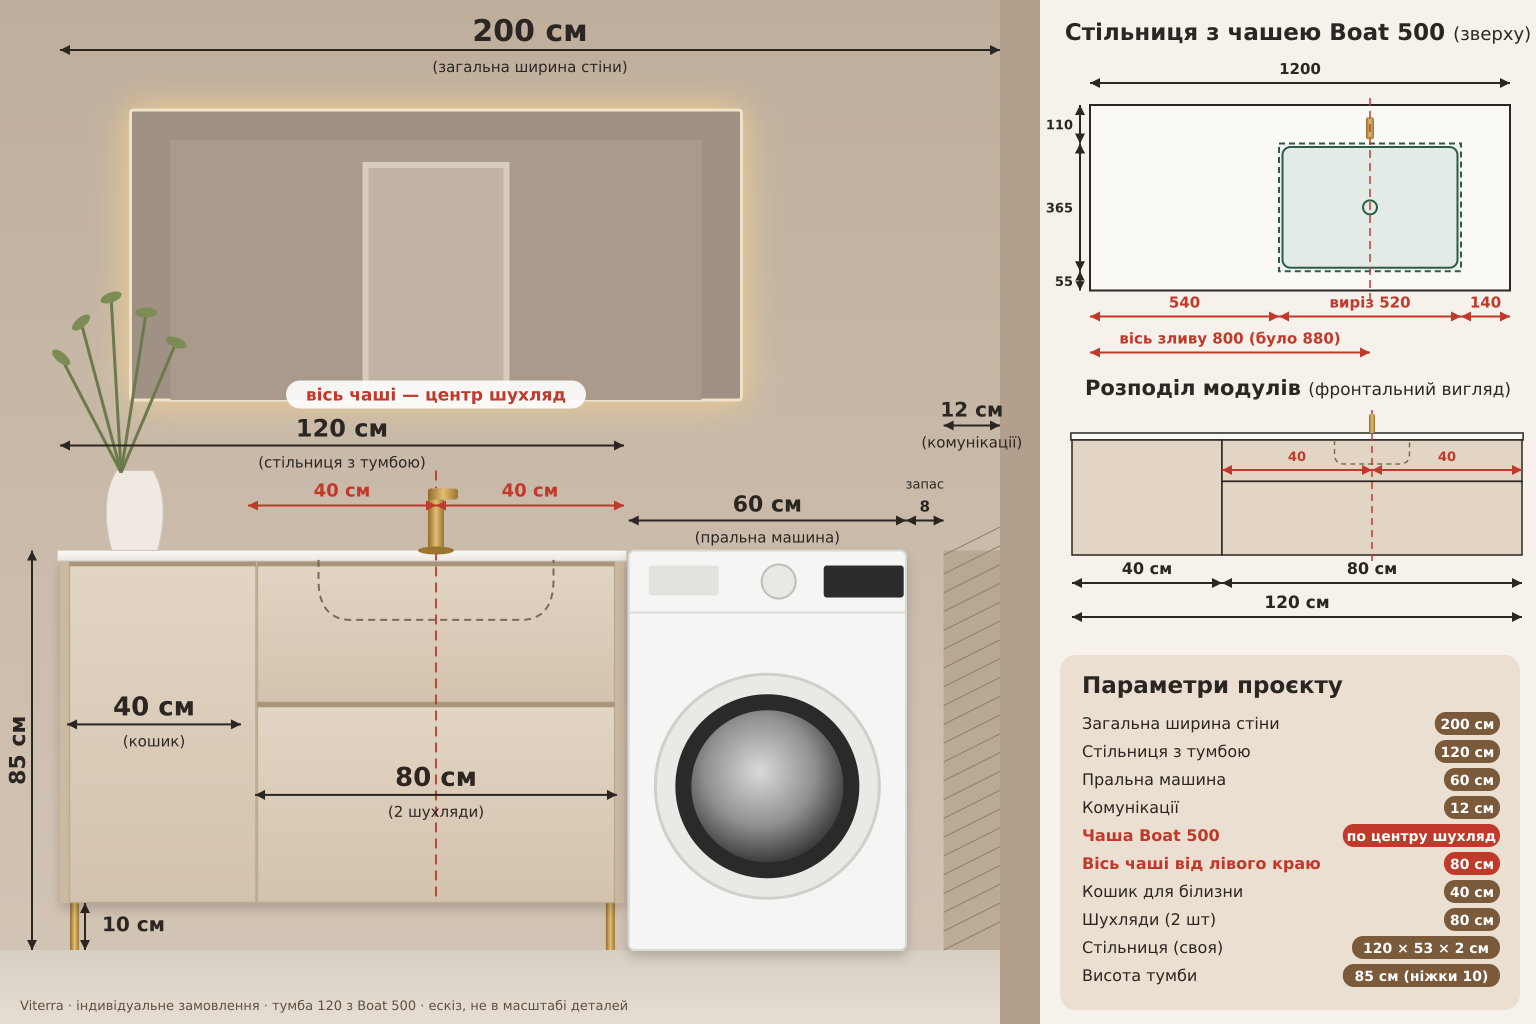 200 см
(загальна ширина стіни)
вісь чаші — центр шухляд
120 см
(стільниця з тумбою)
40 см
40 см
12 см
(комунікації)
запас
8
60 см
(пральна машина)
40 см
(кошик)
80 см
(2 шухляди)
85 см
10 см
Viterra · індивідуальне замовлення · тумба 120 з Boat 500 · ескіз, не в масштабі деталей
Стільниця з чашею Boat 500 (зверху)
1200
110
365
55
540
виріз 520
140
вісь зливу 800 (було 880)
Розподіл модулів (фронтальний вигляд)
40
40
40 см
80 см
120 см
Параметри проєкту
Загальна ширина стіни 200 см
Стільниця з тумбою 120 см
Пральна машина 60 см
Комунікації 12 см
Чаша Boat 500 по центру шухляд
Вісь чаші від лівого краю 80 см
Кошик для білизни 40 см
Шухляди (2 шт) 80 см
Стільниця (своя) 120 × 53 × 2 см
Висота тумби 85 см (ніжки 10)